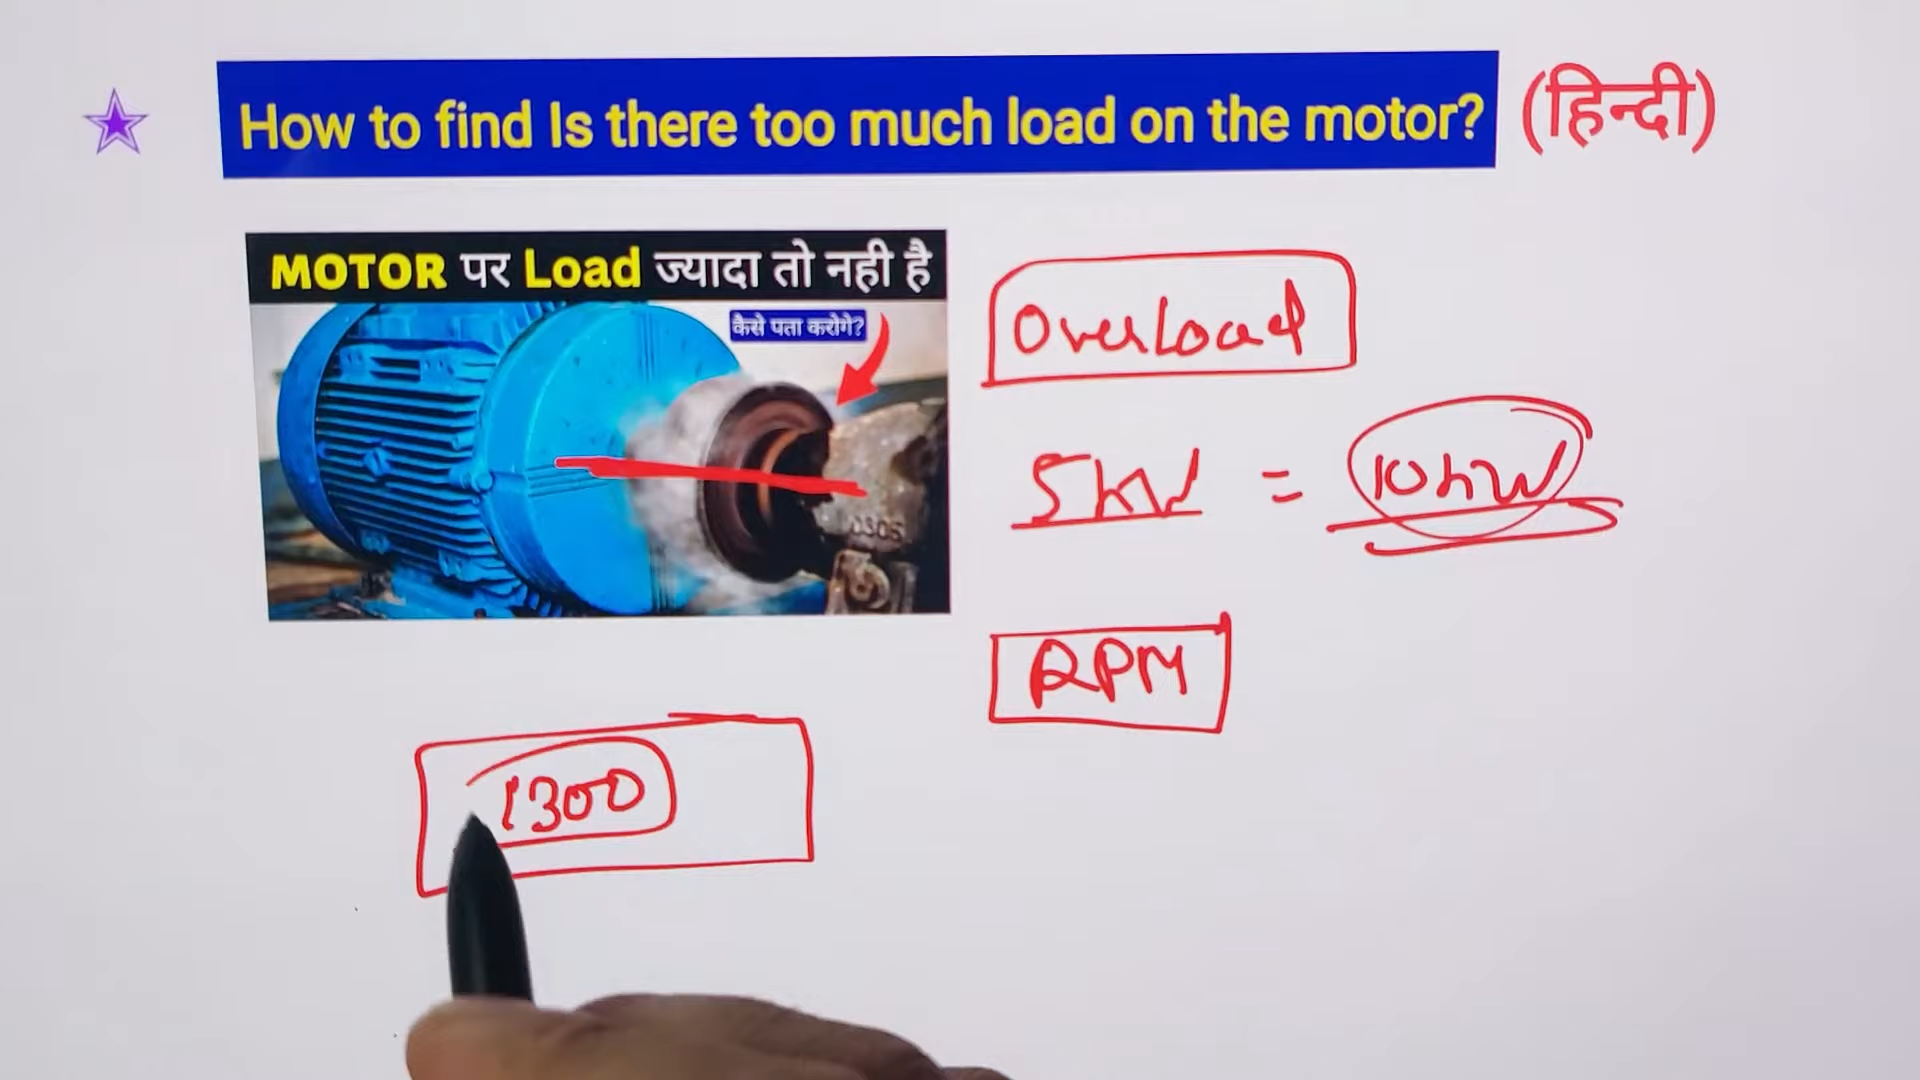 How to find Is there too much load on the motor? (हिन्दी)
MOTOR पर Load ज्यादा तो नही है
कैसे पता करोगे?
Overload
5kW = 10kW
RPM
1300